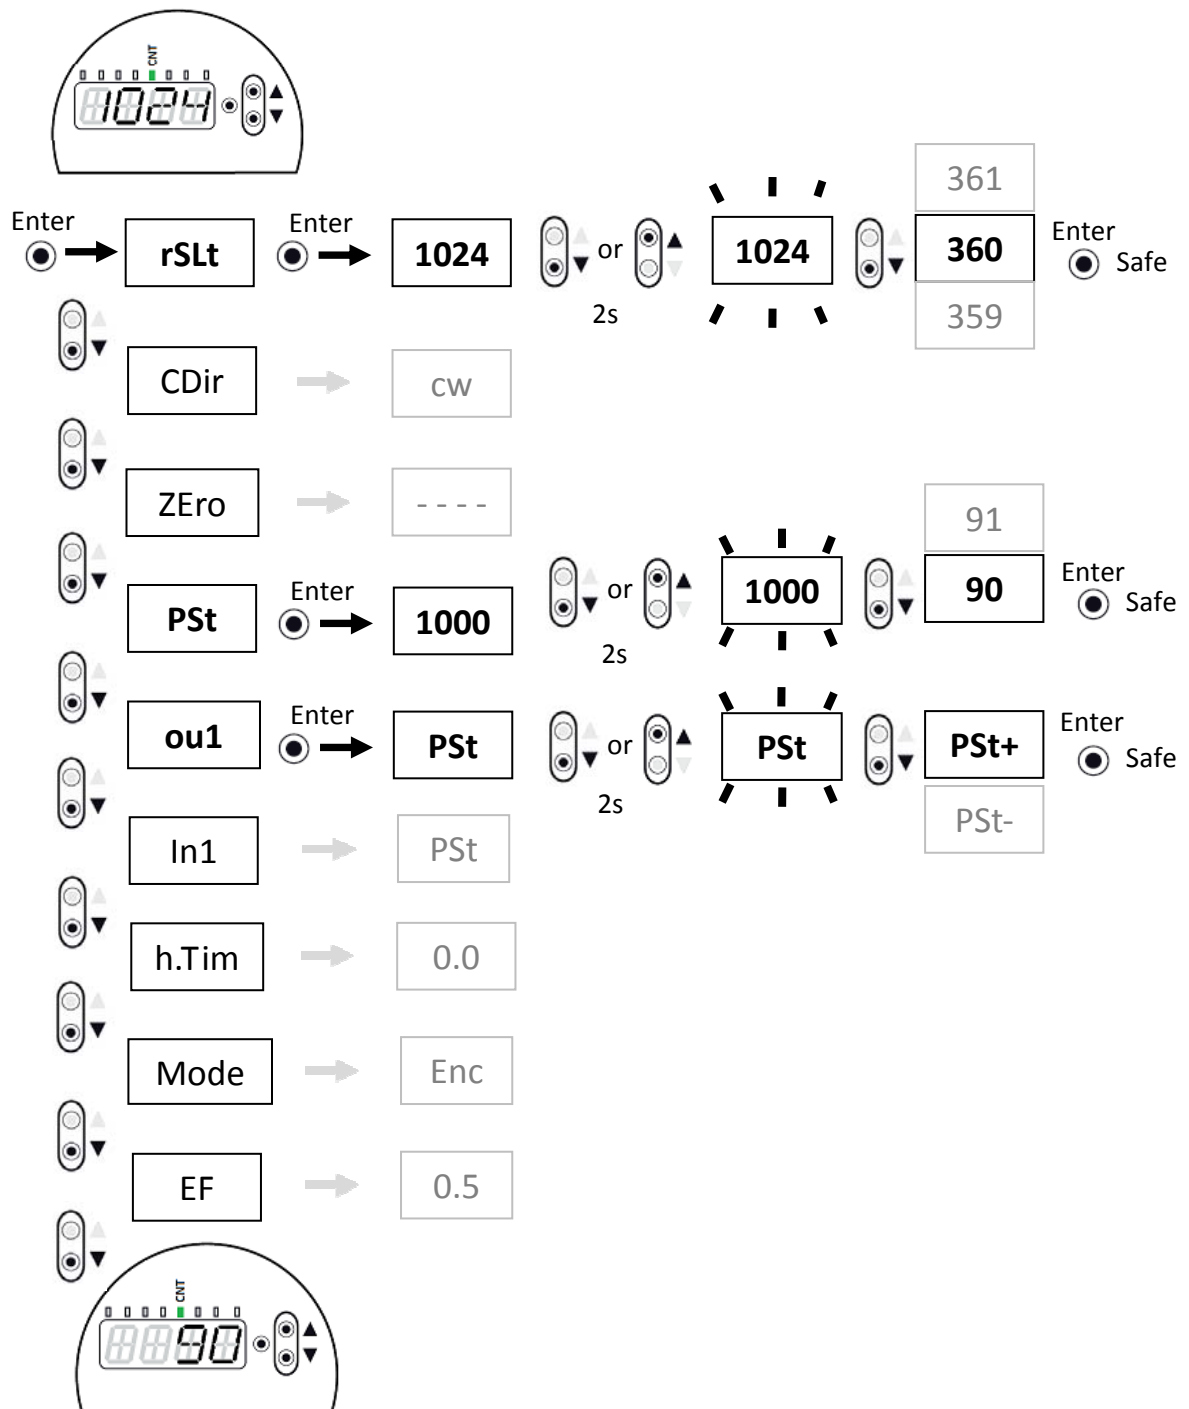 CNT
1024
361
Enter
Enter
Enter
rSLt
1024
or
1024
360
Safe
2s
359
CDir
cw
ZEro
- - - -
91
Enter
Enter
PSt
1000
or
1000
90
Safe
2s
Enter
Enter
ou1
PSt
or
PSt
PSt+
Safe
2s
PSt-
In1
PSt
h.Tim
0.0
Mode
Enc
EF
0.5
CNT
90